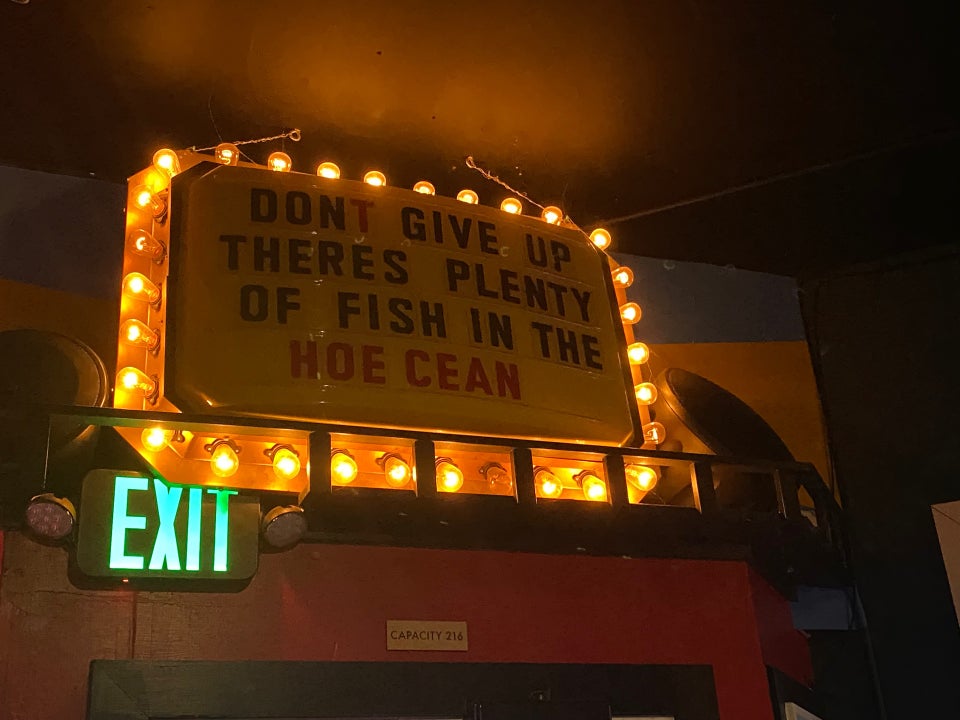 DONT GIVE UP
THERES PLENTY
OF FISH IN THE
HOE CEAN
EXIT
CAPACITY 216